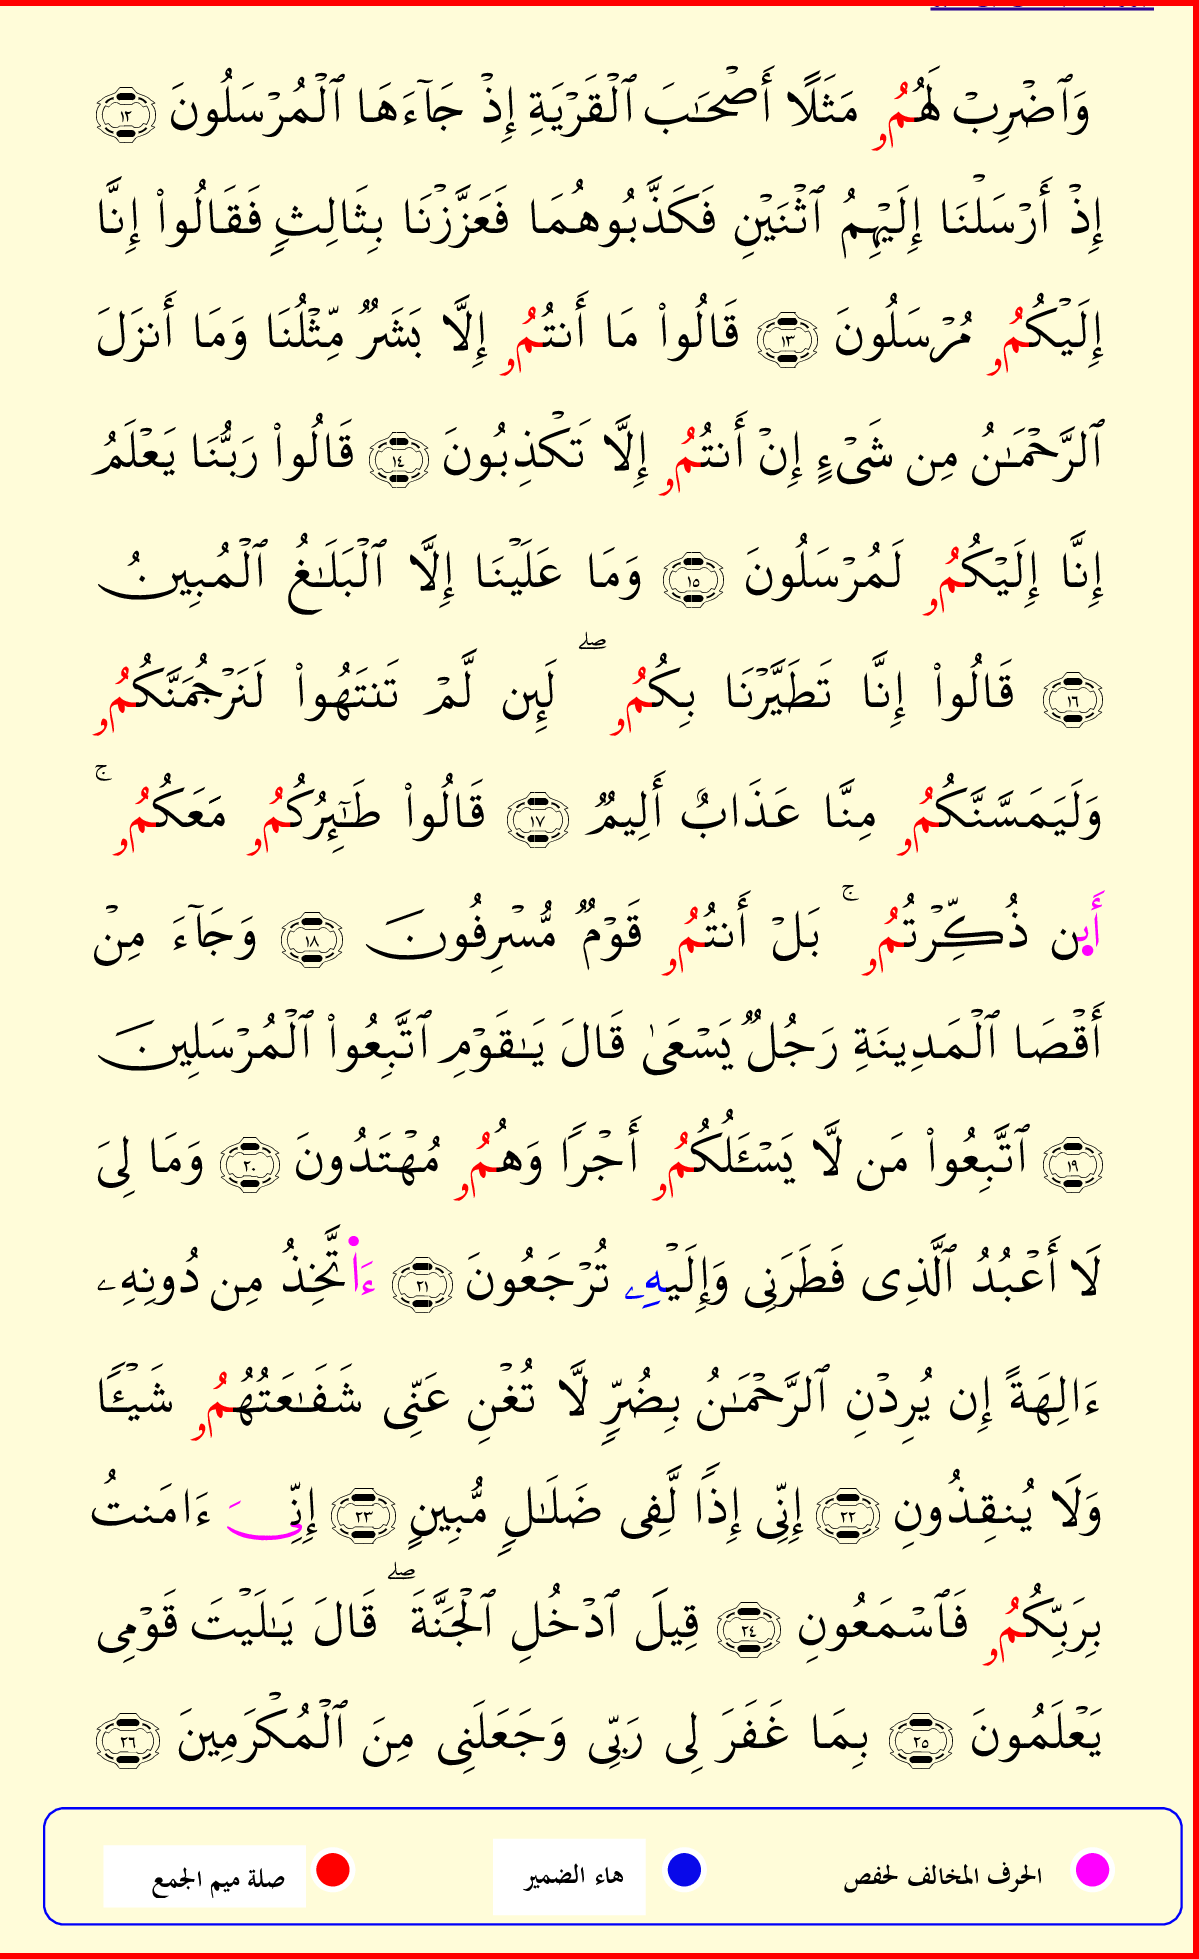 وَٱضْرِبْ لَهُمُۥ مَثَلًا أَصْحَٰبَ ٱلْقَرْيَةِ إِذْ جَآءَهَا ٱلْمُرْسَلُونَ ١٢
إِذْ أَرْسَلْنَا إِلَيْهِمُ ٱثْنَيْنِ فَكَذَّبُوهُمَا فَعَزَّزْنَا بِثَالِثٍ فَقَالُوا۟ إِنَّا
إِلَيْكُمُۥ مُرْسَلُونَ ١٣ قَالُوا۟ مَا أَنتُمُۥ إِلَّا بَشَرٌ مِّثْلُنَا وَمَا أَنزَلَ
ٱلرَّحْمَٰنُ مِن شَىْءٍ إِنْ أَنتُمُۥ إِلَّا تَكْذِبُونَ ١٤ قَالُوا۟ رَبُّنَا يَعْلَمُ
إِنَّا إِلَيْكُمُۥ لَمُرْسَلُونَ ١٥ وَمَا عَلَيْنَا إِلَّا ٱلْبَلَٰغُ ٱلْمُبِينُ
١٦ قَالُوا۟ إِنَّا تَطَيَّرْنَا بِكُمُۥ ۖ لَئِن لَّمْ تَنتَهُوا۟ لَنَرْجُمَنَّكُمُۥ
وَلَيَمَسَّنَّكُمُۥ مِنَّا عَذَابٌ أَلِيمٌ ١٧ قَالُوا۟ طَٰٓئِرُكُمُۥ مَعَكُمُۥ ۚ
أَى۪ن ذُكِّرْتُمُۥ ۚ بَلْ أَنتُمُۥ قَوْمٌ مُّسْرِفُونَ ١٨ وَجَآءَ مِنْ
أَقْصَا ٱلْمَدِينَةِ رَجُلٌ يَسْعَىٰ قَالَ يَٰقَوْمِ ٱتَّبِعُوا۟ ٱلْمُرْسَلِينَ
١٩ ٱتَّبِعُوا۟ مَن لَّا يَسْـَٔلُكُمُۥ أَجْرًا وَهُمُۥ مُهْتَدُونَ ٢٠ وَمَا لِىَ
لَا أَعْبُدُ ٱلَّذِى فَطَرَنِى وَإِلَيْهِۦ تُرْجَعُونَ ٢١ ءَا۬تَّخِذُ مِن دُونِهِۦ
ءَالِهَةً إِن يُرِدْنِ ٱلرَّحْمَٰنُ بِضُرٍّ لَّا تُغْنِ عَنِّى شَفَٰعَتُهُمُۥ شَيْـًٔا
وَلَا يُنقِذُونِ ٢٢ إِنِّى إِذًا لَّفِى ضَلَٰلٍ مُّبِينٍ ٢٣ إِنِّىَ ءَامَنتُ
بِرَبِّكُمُۥ فَٱسْمَعُونِ ٢٤ قِيلَ ٱدْخُلِ ٱلْجَنَّةَ ۖ قَالَ يَٰلَيْتَ قَوْمِى
يَعْلَمُونَ ٢٥ بِمَا غَفَرَ لِى رَبِّى وَجَعَلَنِى مِنَ ٱلْمُكْرَمِينَ ٢٦
الحرف المخالف لحفص هاء الضمير صلة ميم الجمع